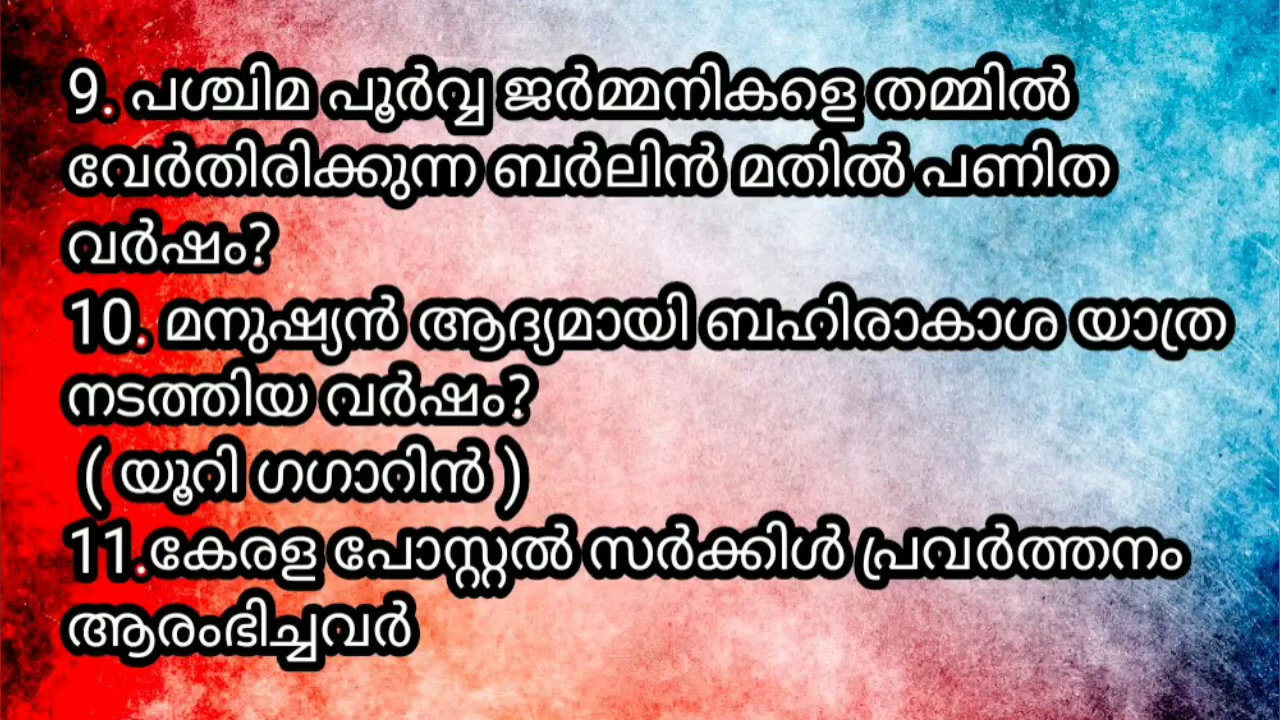 9. പശ്ചിമ പൂർവ്വ ജർമ്മനികളെ തമ്മിൽ
വേർതിരിക്കുന്ന ബർലിൻ മതിൽ പണിത
വർഷം?
10. മനുഷ്യൻ ആദ്യമായി ബഹിരാകാശ യാത്ര
നടത്തിയ വർഷം?
( യൂറി ഗഗാറിൻ )
11.കേരള പോസ്റ്റൽ സർക്കിൾ പ്രവർത്തനം
ആരംഭിച്ചവർ